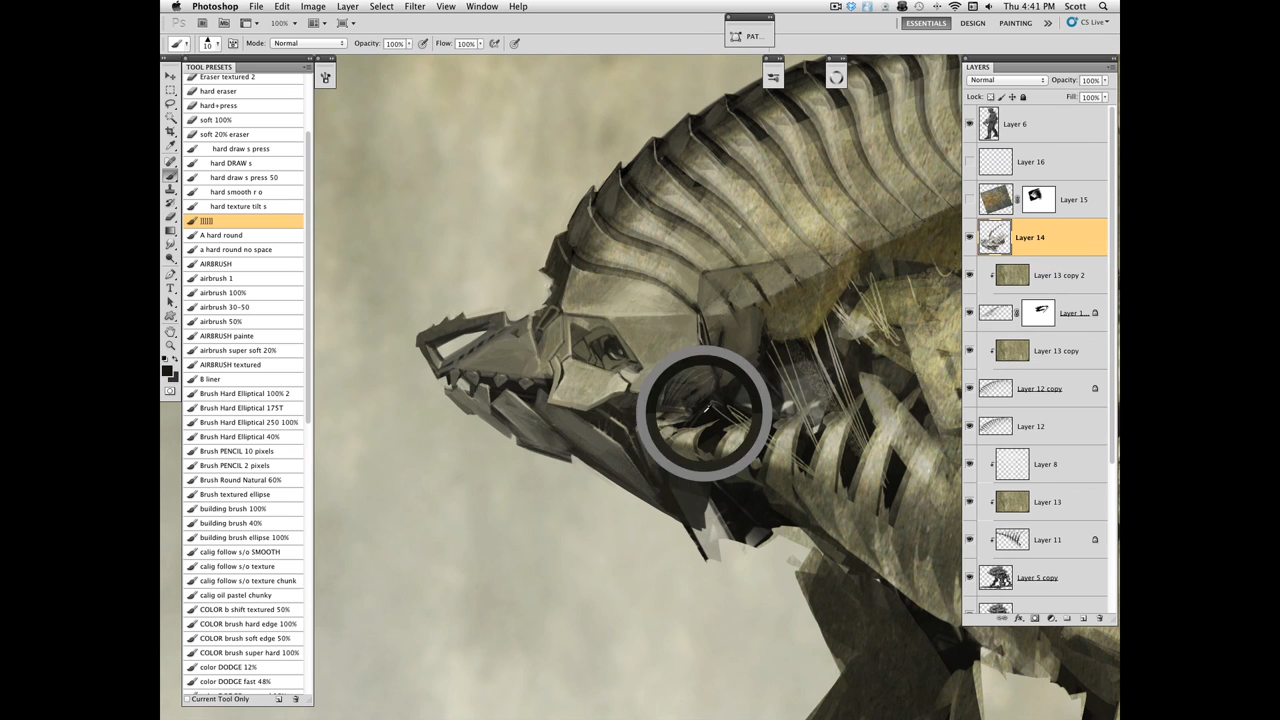 Photoshop File Edit Image Layer Select Filter View Window Help
Thu 4:41 PM Scott
Ps Br Mb 100%
ESSENTIALS DESIGN PAINTING CS Live
PAT...
10 Mode: Normal Opacity: 100% Flow: 100%
TOOL PRESETS
Eraser textured 2
hard eraser
hard+press
soft 100%
soft 20% eraser
hard draw s press
hard DRAW s
hard draw s press 50
hard smooth r o
hard texture tilt s
]]]]]]
A hard round
a hard round no space
AIRBRUSH
airbrush 1
airbrush 100%
airbrush 30-50
airbrush 50%
AIRBRUSH painte
airbrush super soft 20%
AIRBRUSH textured
B liner
Brush Hard Elliptical 100% 2
Brush Hard Elliptical 175T
Brush Hard Elliptical 250 100%
Brush Hard Elliptical 40%
Brush PENCIL 10 pixels
Brush PENCIL 2 pixels
Brush Round Natural 60%
Brush textured ellipse
building brush 100%
building brush 40%
building brush ellipse 100%
calig follow s/o SMOOTH
calig follow s/o texture
calig follow s/o texture chunk
calig oil pastel chunky
COLOR b shift textured 50%
COLOR brush hard edge 100%
COLOR brush soft edge 50%
COLOR brush super hard 100%
color DODGE 12%
color DODGE fast 48%
Current Tool Only
LAYERS
Normal Opacity: 100%
Lock: Fill: 100%
Layer 6
Layer 16
Layer 15
Layer 14
Layer 13 copy 2
Layer 1...
Layer 13 copy
Layer 12 copy
Layer 12
Layer 8
Layer 13
Layer 11
Layer 5 copy
fx